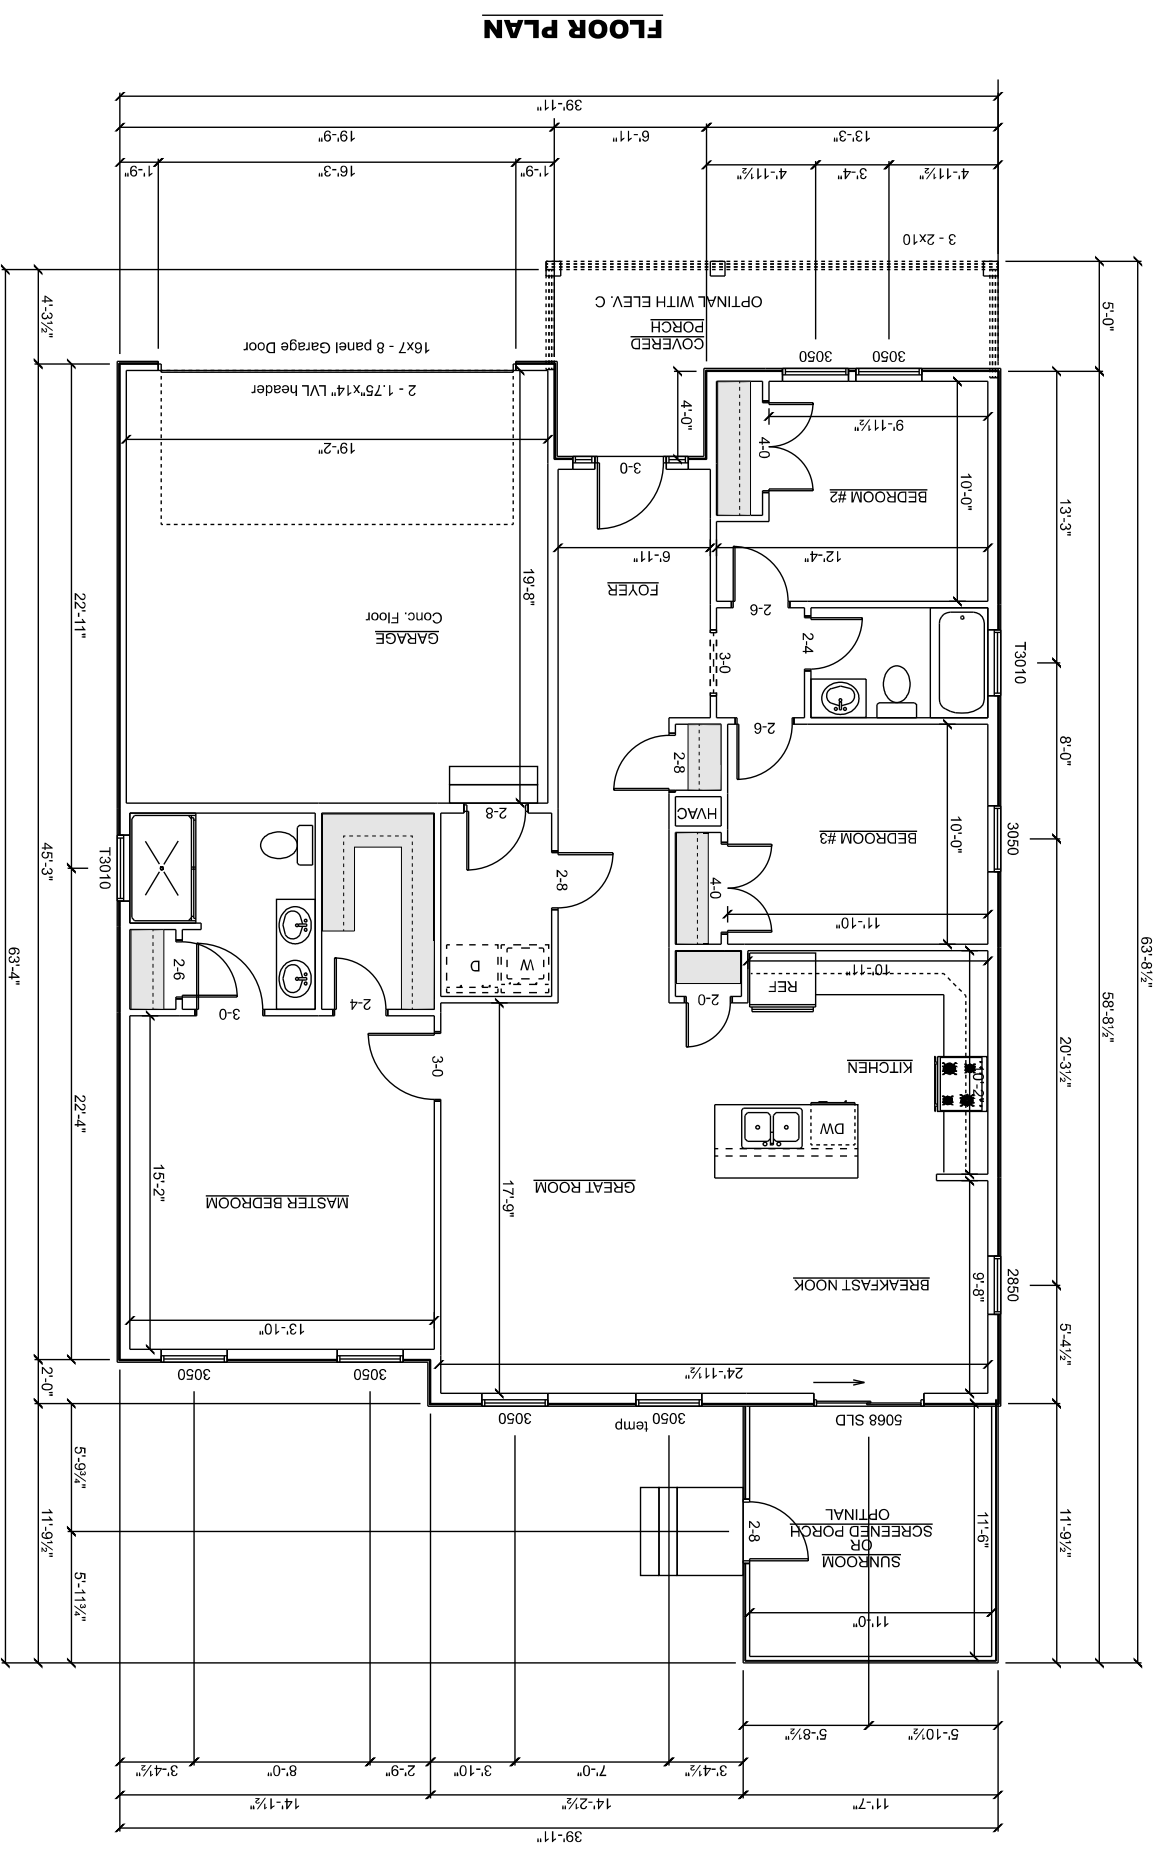 39'-11"
11'-7"
14'-2½"
14'-1½"
3'-4½"
7'-0"
3'-10"
2'-9"
8'-0"
3'-4½"
5'-10½"
5'-8½"
11'-0"
SUNROOM
OR
SCREENED PORCH
OPTINAL
11'-6"
2-8
11'-9½"
5'-11¾"
5'-9¾"
11'-9½"
5068 SLD
3050
temp
3050
3050
3050
24'-11½"
2'-0"
5'-4½"
2850
9'-8"
BREAKFAST NOOK
13'-10"
GREAT ROOM
17'-9"
MASTER BEDROOM
15'-2"
22'-4"
DW
KITCHEN
10'-2"
20'-3½"
3-0
58'-8½"
63'-8½"
REF
10'-11"
2-0
W
D
2-4
3-0
2-6
63'-4"
11'-10"
4-0
2-8
BEDROOM #3
10'-0"
3050
T3010
45'-3"
HVAC
2-8
2-8
8'-0"
2-6
3-0
2-4
T3010
2-6
FOYER
6'-11"
GARAGE
Conc. Floor
19'-8"
22'-11"
12'-4"
13'-3"
BEDROOM #2
10'-0"
4-0
9'-11½"
3-0
4'-0"
19'-2"
2 - 1.75"x14" LVL header
16x7 - 8 panel Garage Door
3050
3050
COVERED
PORCH
OPTINAL WITH ELEV. C
5'-0"
4'-3½"
3 - 2x10
4'-11½"
3'-4"
4'-11½"
1'-9"
16'-3"
1'-9"
13'-3"
6'-11"
19'-9"
39'-11"
FLOOR PLAN